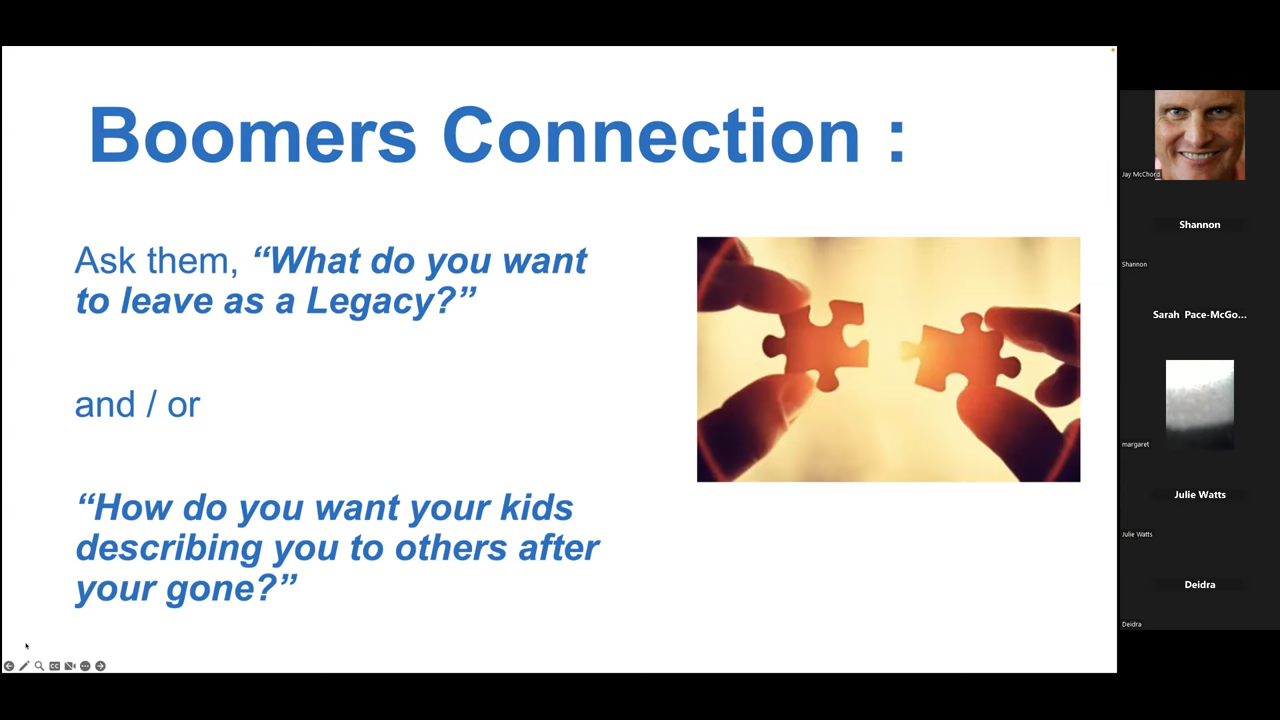 Boomers Connection :
Ask them, “What do you want
to leave as a Legacy?”
and / or
“How do you want your kids
describing you to others after
your gone?”
Jay McChord
Shannon
Shannon
Sarah Pace-McGo...
margaret
Julie Watts
Julie Watts
Deidra
Deidra
CC